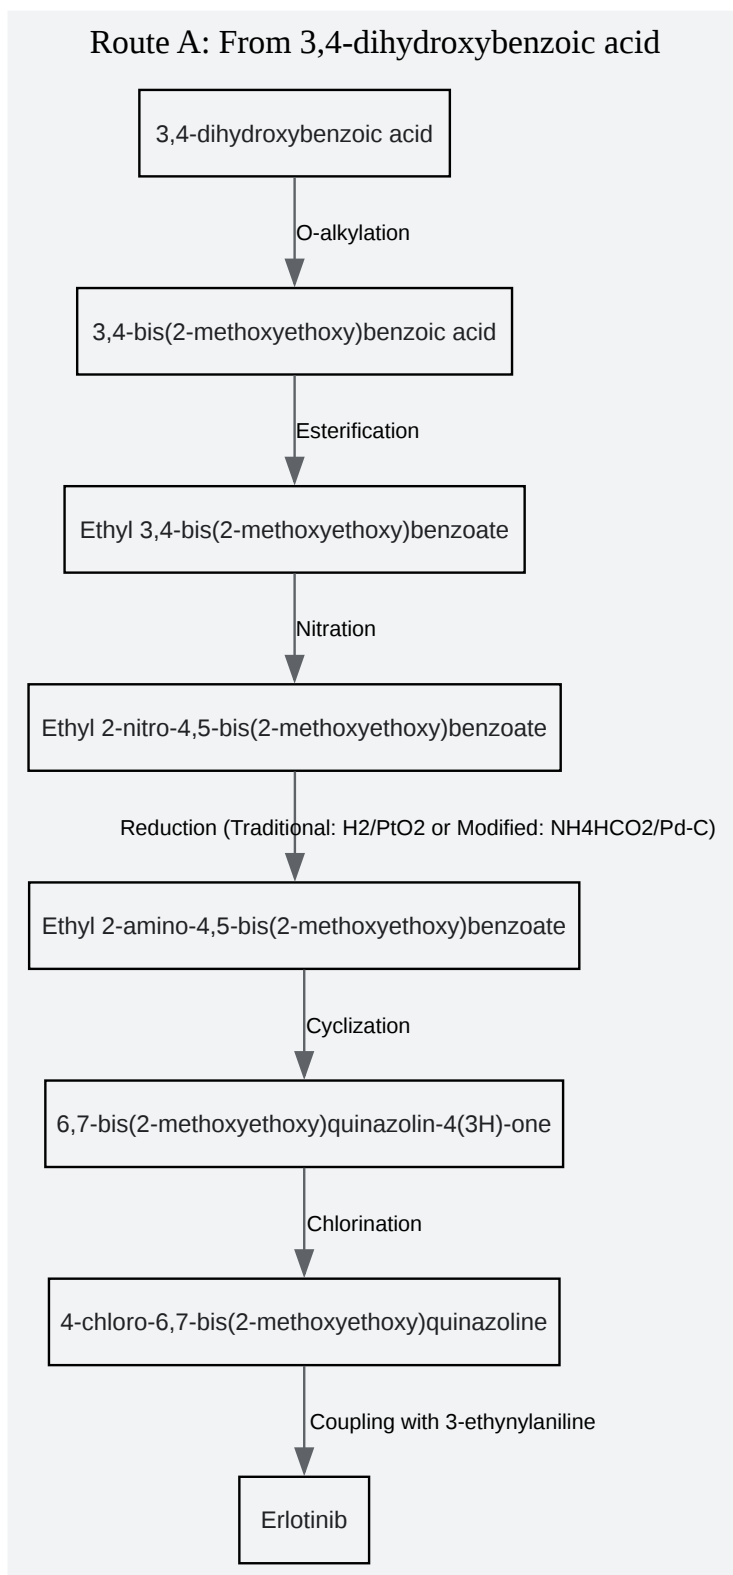 Route A: From 3,4-dihydroxybenzoic acid
3,4-dihydroxybenzoic acid
O-alkylation
3,4-bis(2-methoxyethoxy)benzoic acid
Esterification
Ethyl 3,4-bis(2-methoxyethoxy)benzoate
Nitration
Ethyl 2-nitro-4,5-bis(2-methoxyethoxy)benzoate
Reduction (Traditional: H2/PtO2 or Modified: NH4HCO2/Pd-C)
Ethyl 2-amino-4,5-bis(2-methoxyethoxy)benzoate
Cyclization
6,7-bis(2-methoxyethoxy)quinazolin-4(3H)-one
Chlorination
4-chloro-6,7-bis(2-methoxyethoxy)quinazoline
Coupling with 3-ethynylaniline
Erlotinib